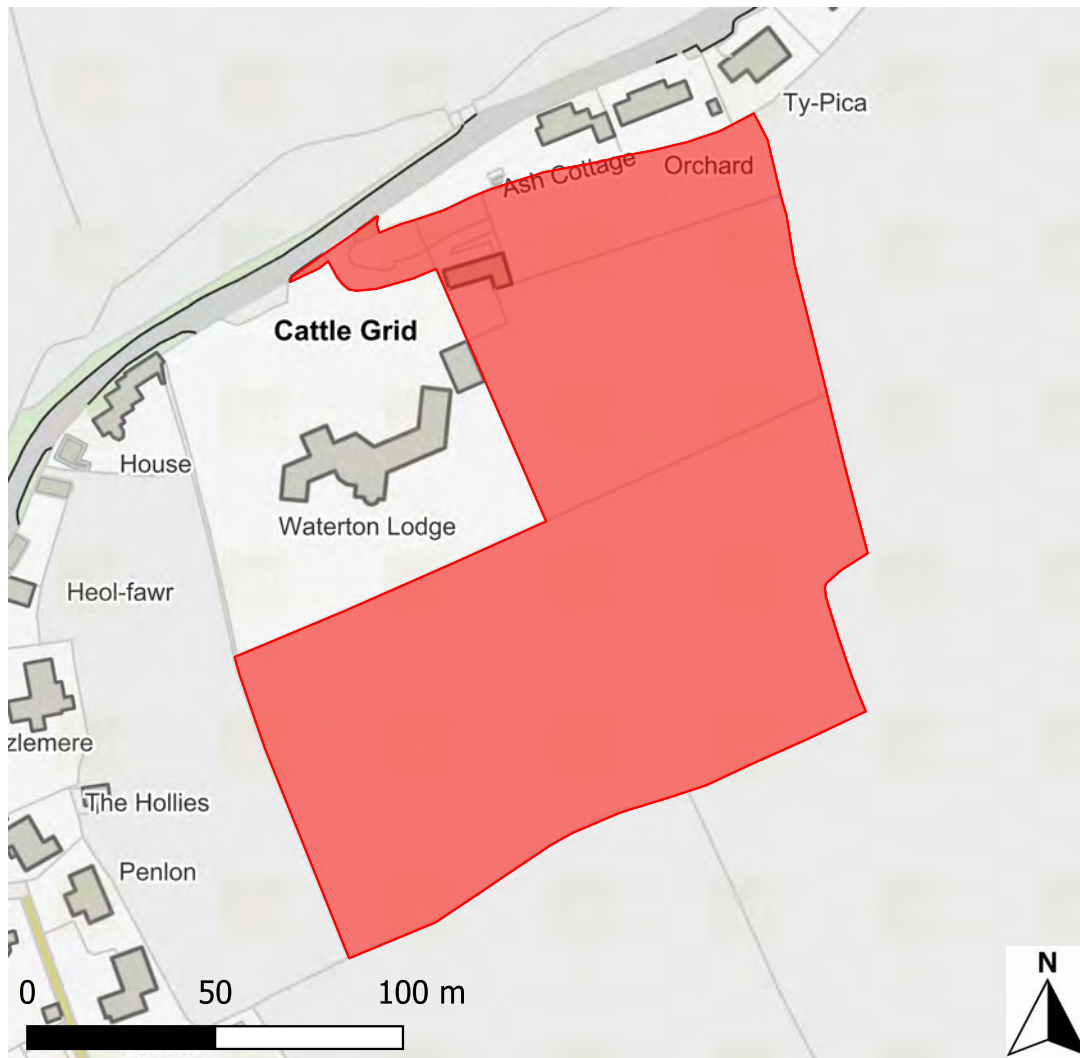 Ty-Pica
Ash Cottage
Orchard
Cattle Grid
House
Waterton Lodge
Heol-fawr
zlemere
The Hollies
Penlon
0 50 100 m
N